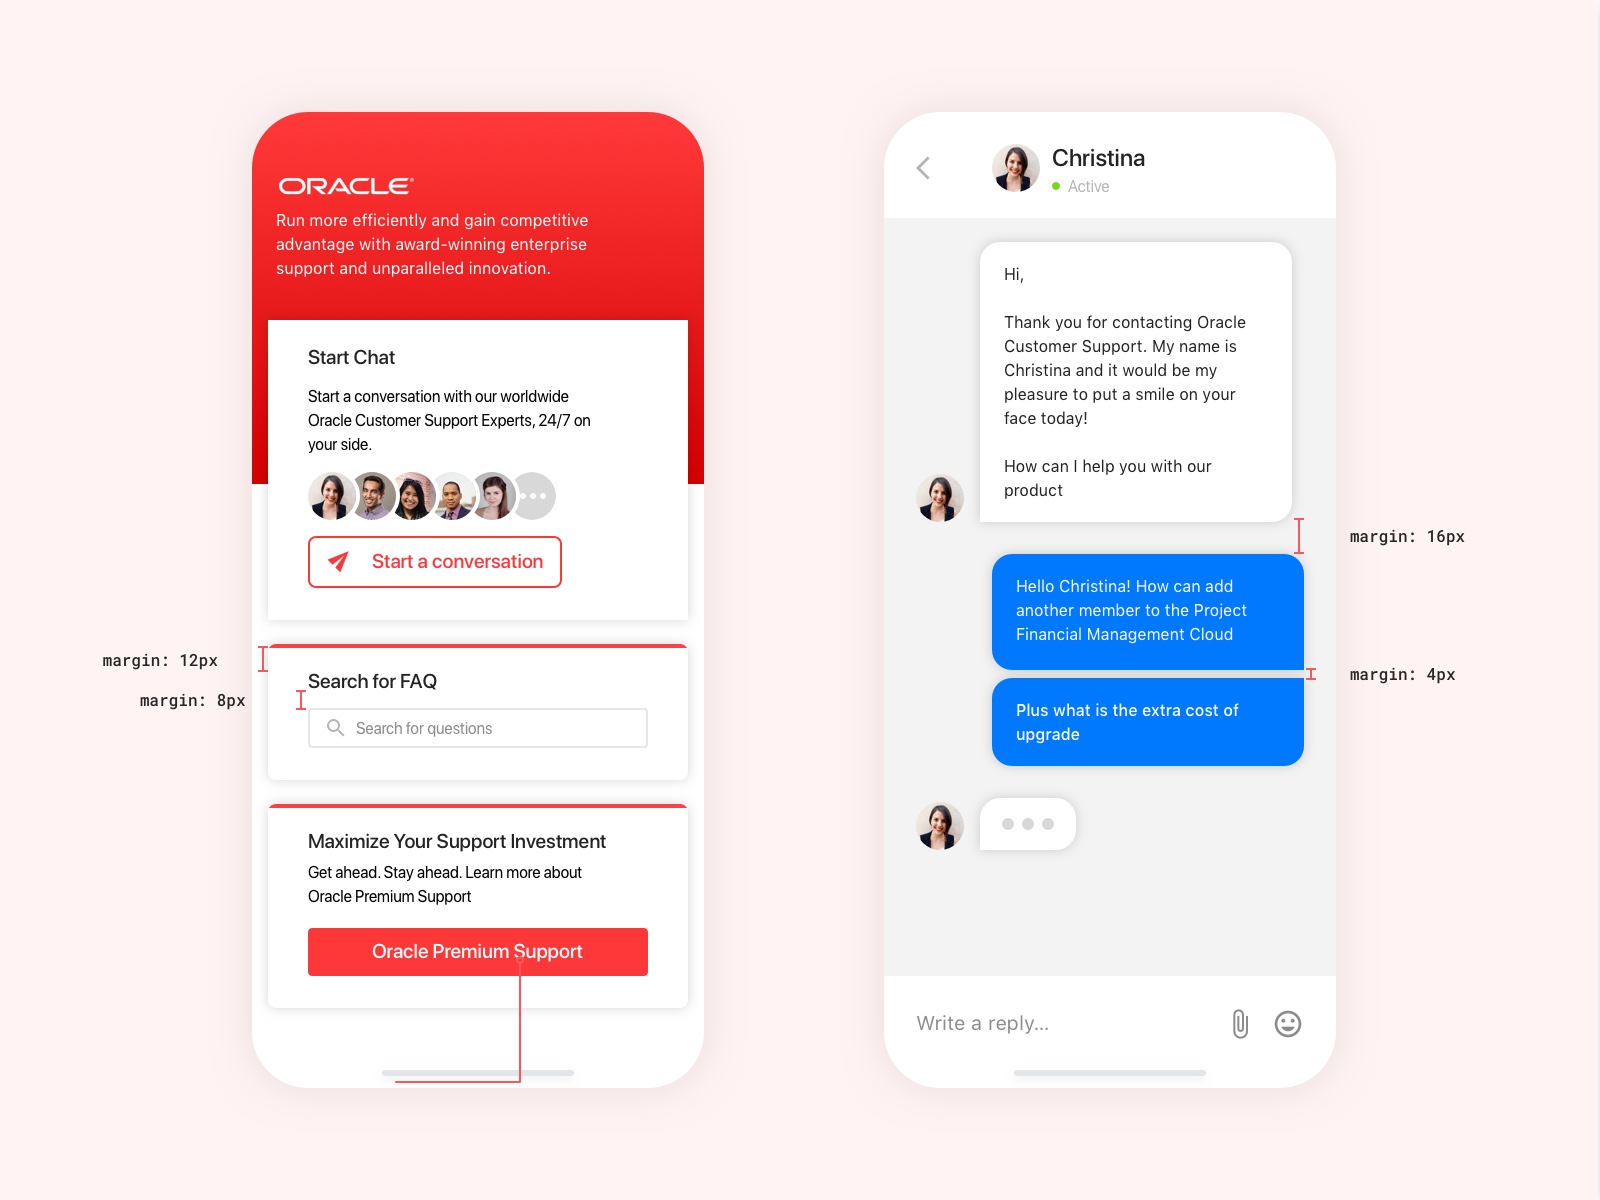 ORACLE®
Run more efficiently and gain competitive
advantage with award-winning enterprise
support and unparalleled innovation.
Start Chat
Start a conversation with our worldwide
Oracle Customer Support Experts, 24/7 on
your side.
Start a conversation
margin: 12px
Search for FAQ
margin: 8px
Search for questions
Maximize Your Support Investment
Get ahead. Stay ahead. Learn more about
Oracle Premium Support
Oracle Premium Support
Christina
Active
Hi,
Thank you for contacting Oracle
Customer Support. My name is
Christina and it would be my
pleasure to put a smile on your
face today!
How can I help you with our
product
margin: 16px
Hello Christina! How can add
another member to the Project
Financial Management Cloud
margin: 4px
Plus what is the extra cost of
upgrade
Write a reply...